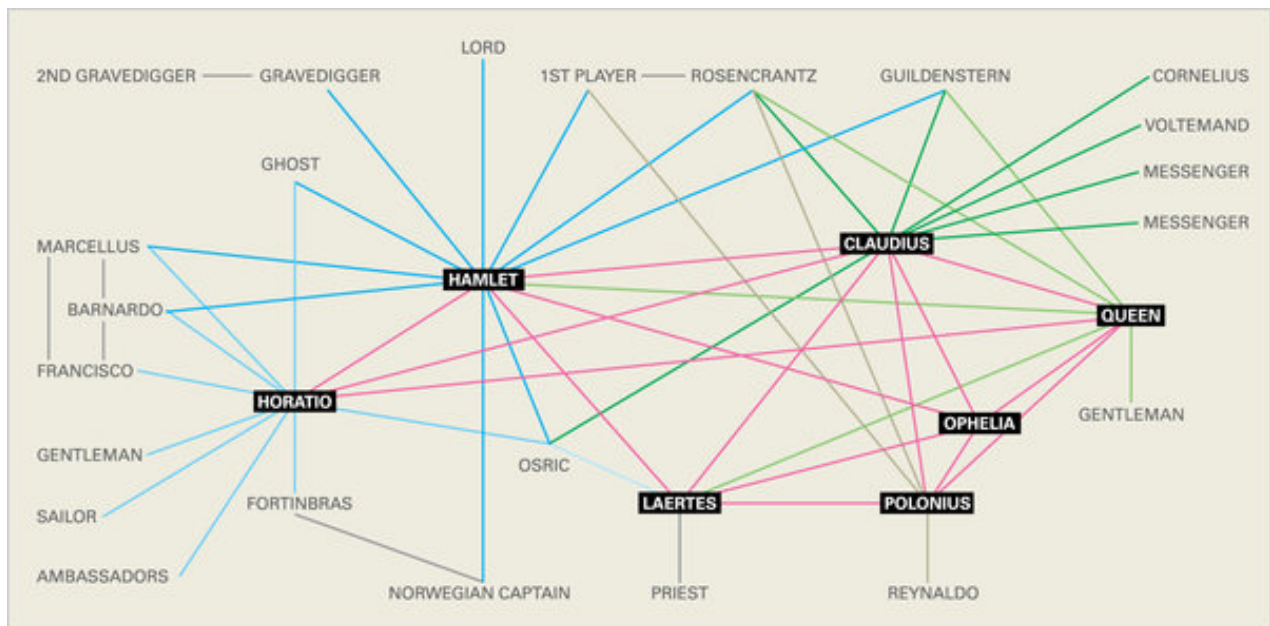 LORD
2ND GRAVEDIGGER
GRAVEDIGGER
1ST PLAYER
ROSENCRANTZ
GUILDENSTERN
CORNELIUS
VOLTEMAND
GHOST
MESSENGER
MESSENGER
MARCELLUS
CLAUDIUS
HAMLET
BARNARDO
QUEEN
FRANCISCO
HORATIO
GENTLEMAN
OPHELIA
GENTLEMAN
OSRIC
FORTINBRAS
LAERTES
POLONIUS
SAILOR
AMBASSADORS
NORWEGIAN CAPTAIN
PRIEST
REYNALDO